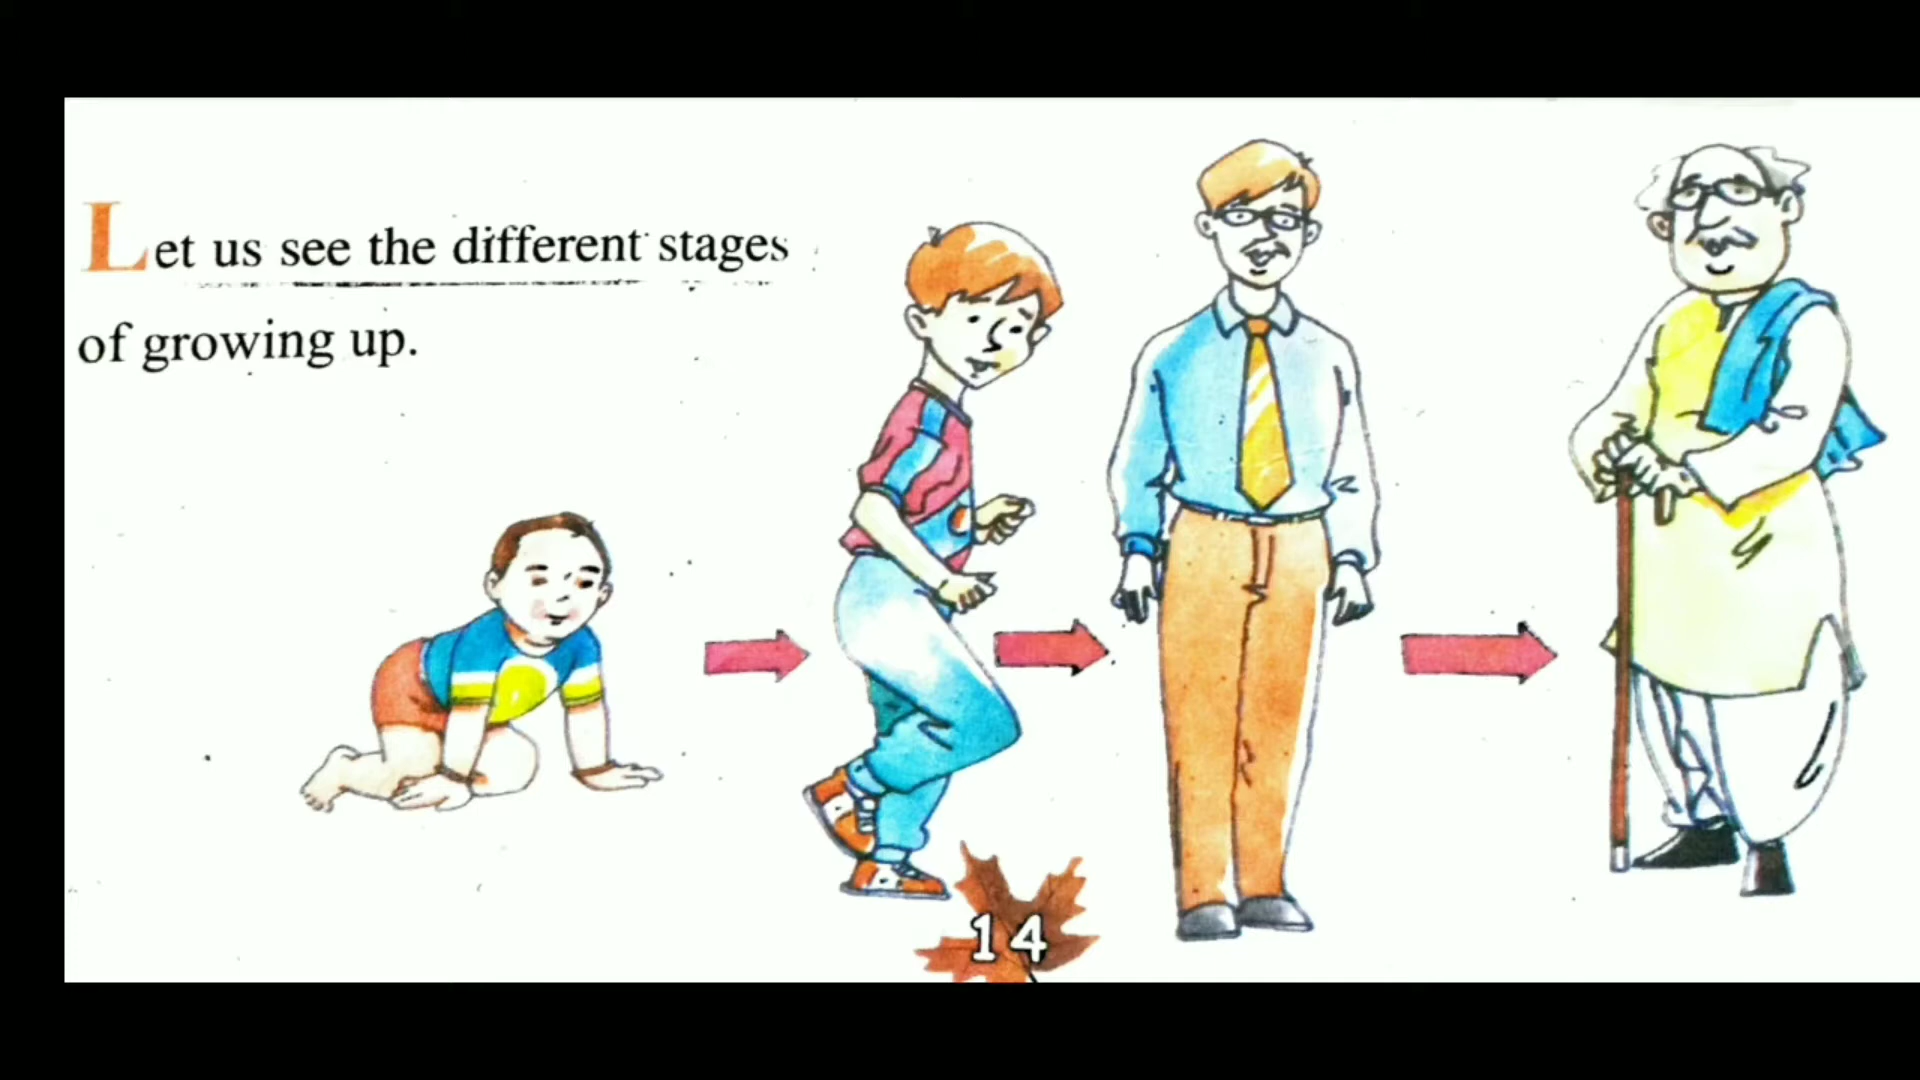 Let us see the different stages
of growing up.
14